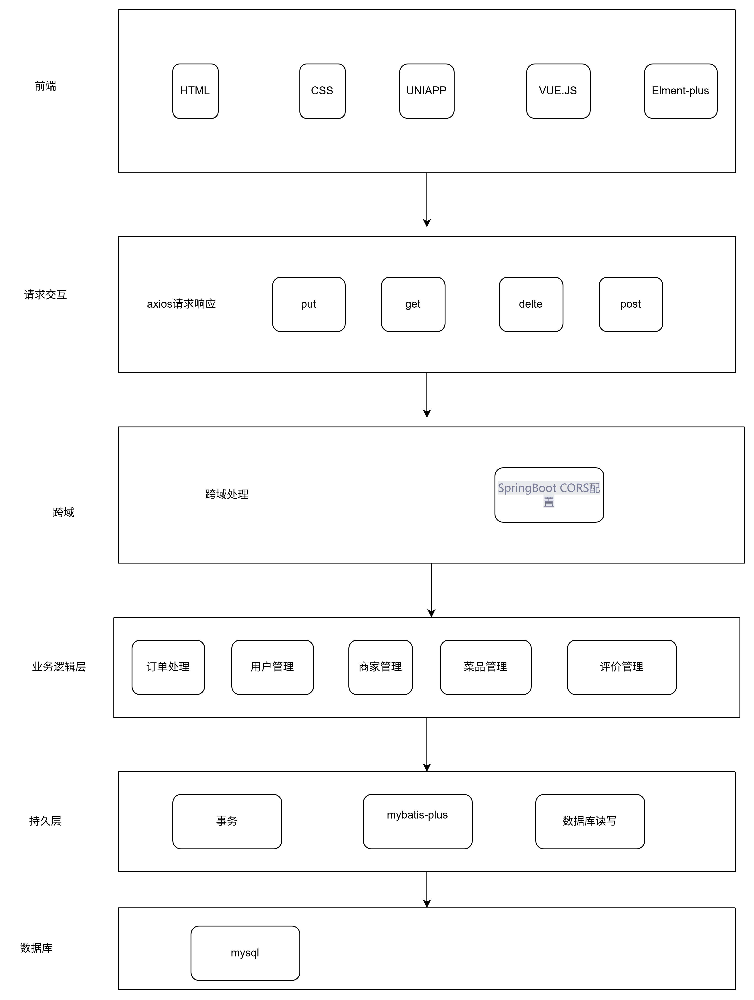 前端
HTML
CSS
UNIAPP
VUE.JS
Elment-plus
请求交互
axios请求响应
put
get
delte
post
跨域
跨域处理
SpringBoot CORS配
置
业务逻辑层
订单处理
用户管理
商家管理
菜品管理
评价管理
持久层
事务
mybatis-plus
数据库读写
数据库
mysql